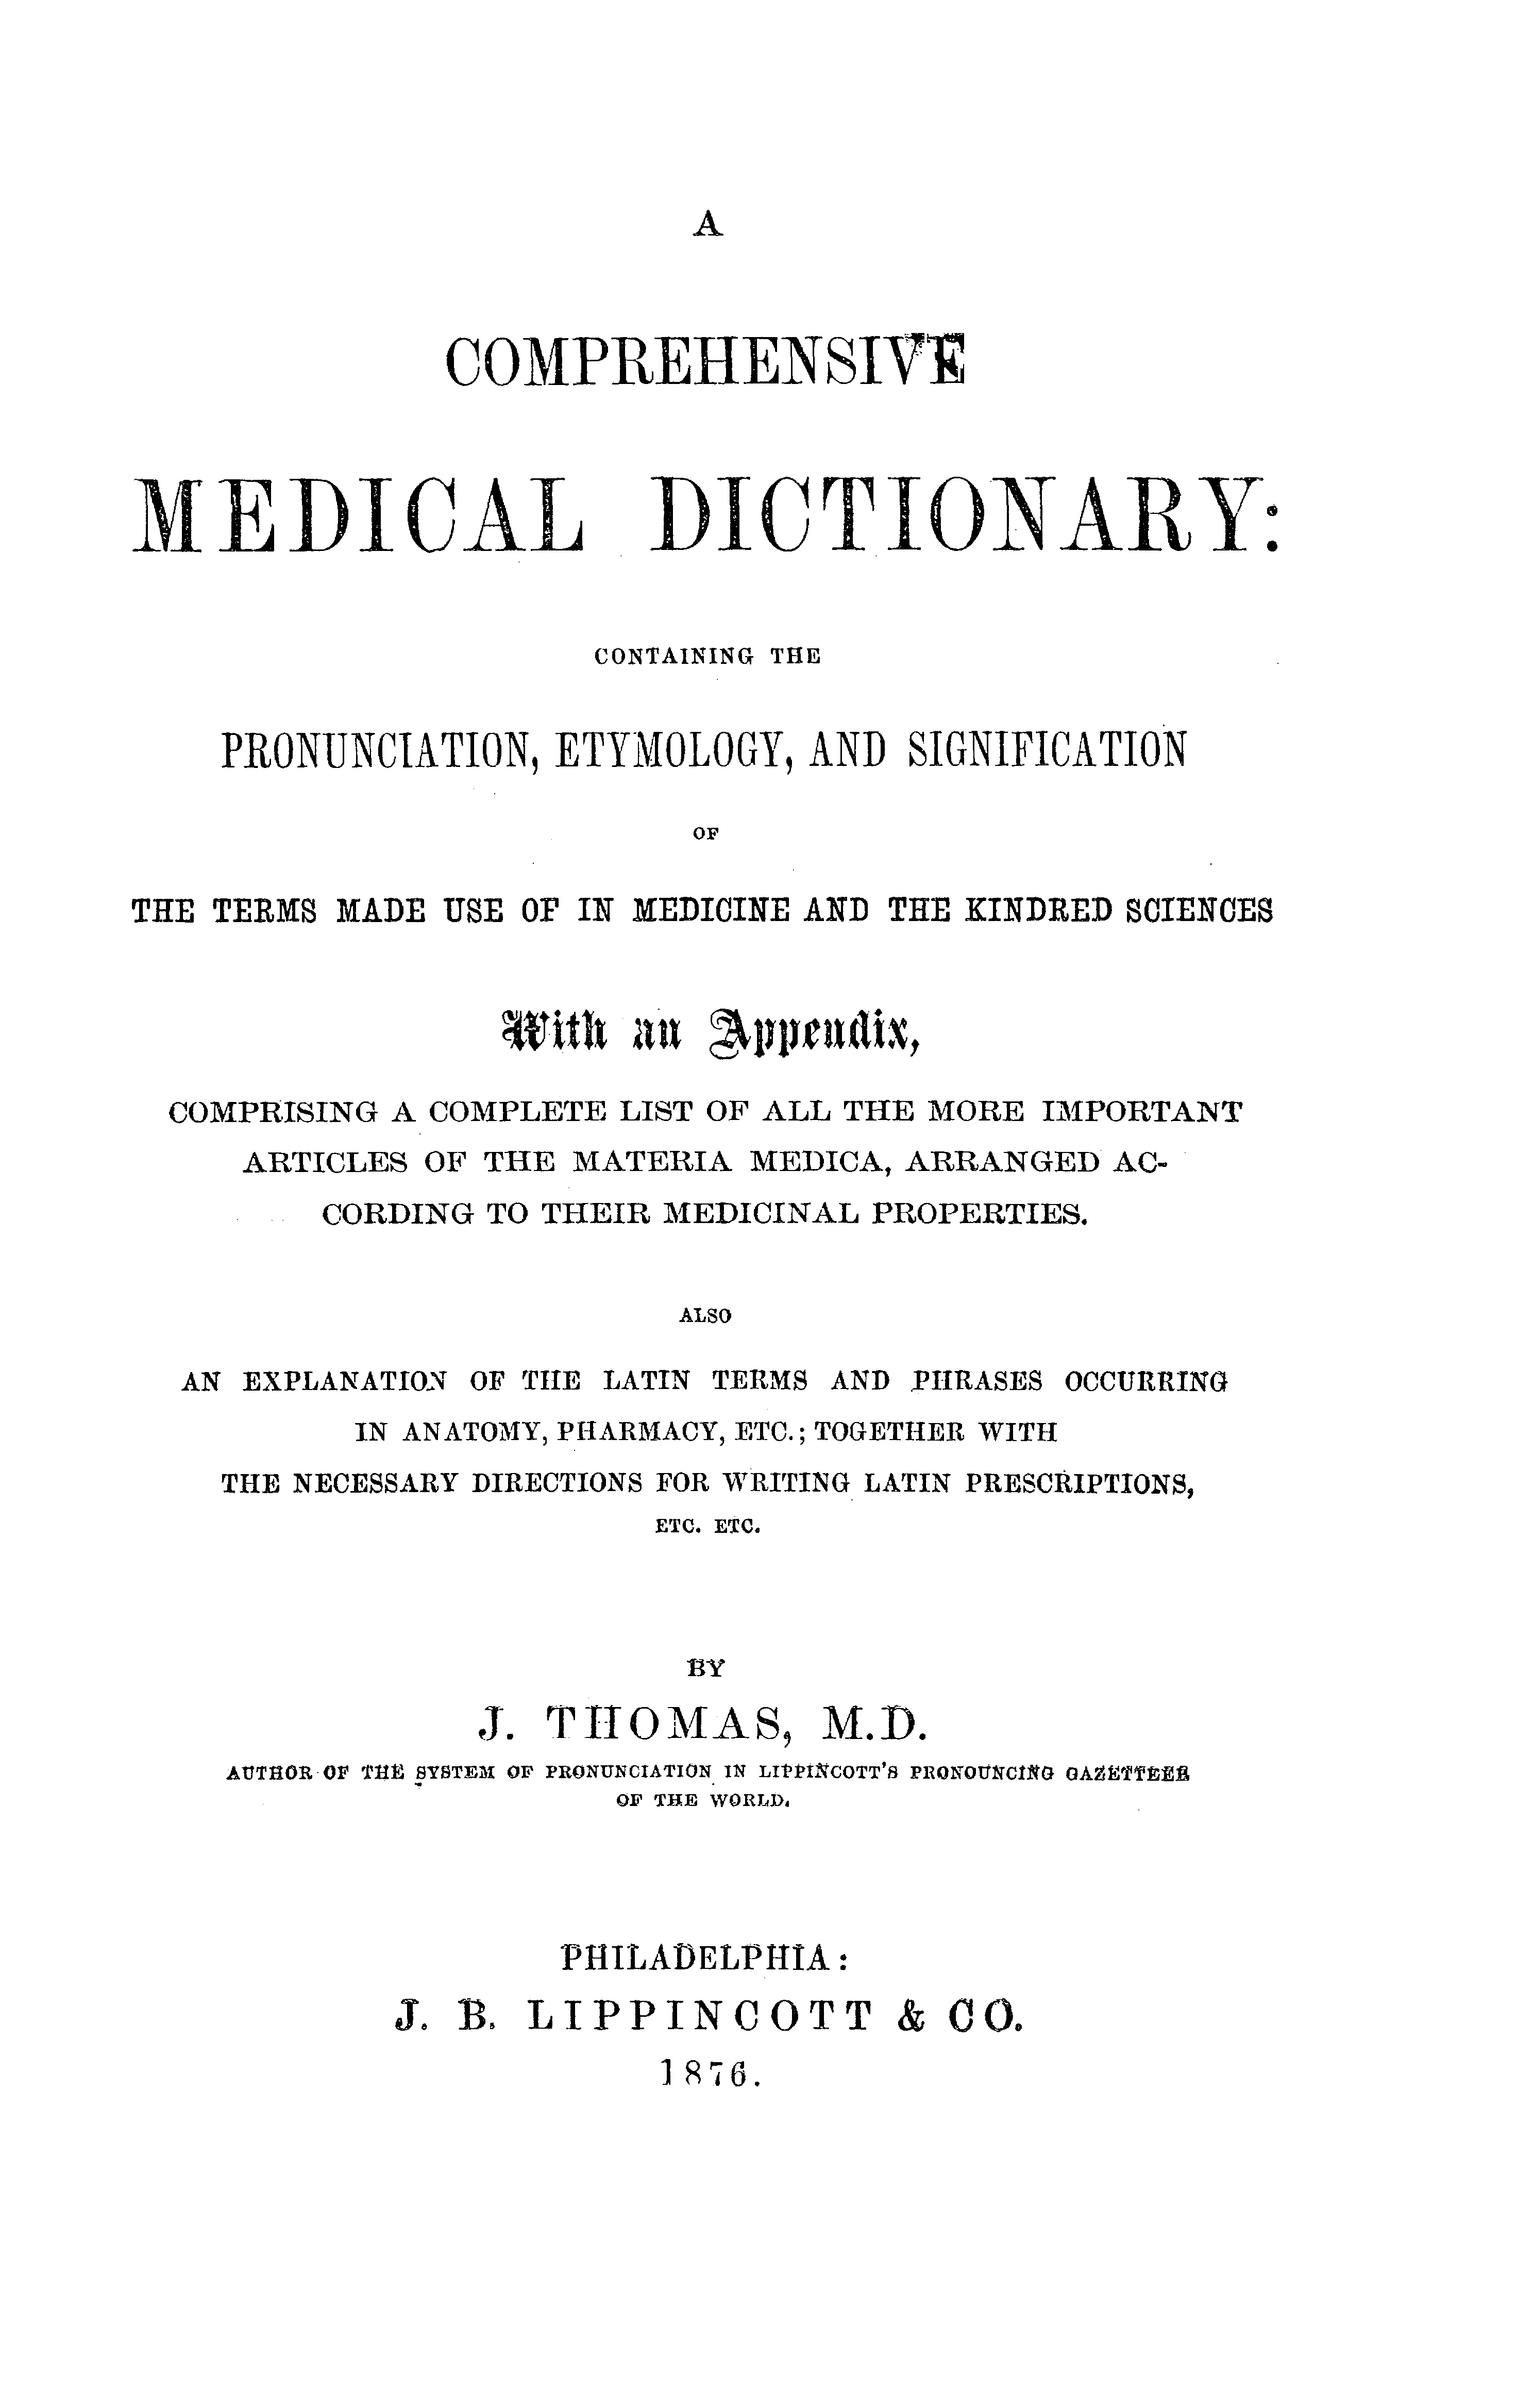 A
COMPREHENSIVE
MEDICAL DICTIONARY:
CONTAINING THE
PRONUNCIATION, ETYMOLOGY, AND SIGNIFICATION
OF
THE TERMS MADE USE OF IN MEDICINE AND THE KINDRED SCIENCES
With an Appendix,
COMPRISING A COMPLETE LIST OF ALL THE MORE IMPORTANT
ARTICLES OF THE MATERIA MEDICA, ARRANGED AC-
CORDING TO THEIR MEDICINAL PROPERTIES.
ALSO
AN EXPLANATION OF THE LATIN TERMS AND PHRASES OCCURRING
IN ANATOMY, PHARMACY, ETC.; TOGETHER WITH
THE NECESSARY DIRECTIONS FOR WRITING LATIN PRESCRIPTIONS,
ETC. ETC.
BY
J. THOMAS, M.D.
AUTHOR OF THE SYSTEM OF PRONUNCIATION IN LIPPINCOTT'S PRONOUNCING GAZETTEER
OF THE WORLD.
PHILADELPHIA:
J. B. LIPPINCOTT & CO.
1876.